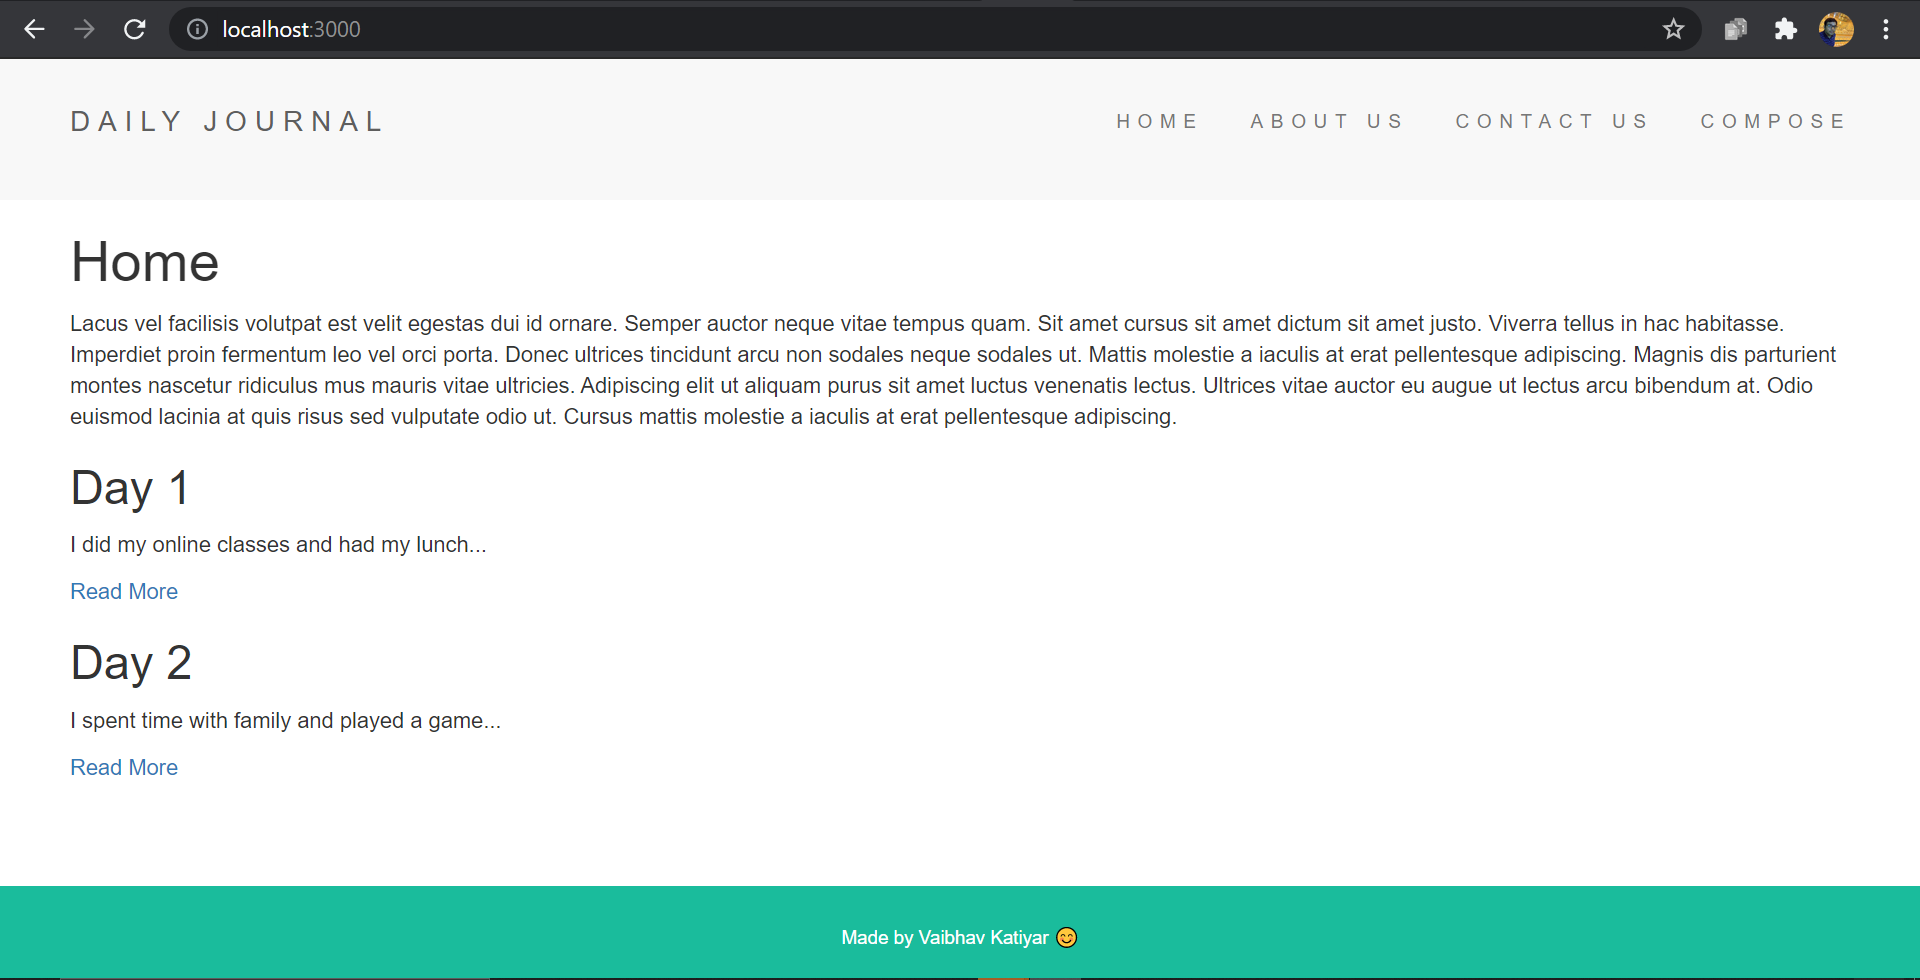 localhost:3000
DAILY JOURNAL
HOME ABOUT US CONTACT US COMPOSE
Home
Lacus vel facilisis volutpat est velit egestas dui id ornare. Semper auctor neque vitae tempus quam. Sit amet cursus sit amet dictum sit amet justo. Viverra tellus in hac habitasse.
Imperdiet proin fermentum leo vel orci porta. Donec ultrices tincidunt arcu non sodales neque sodales ut. Mattis molestie a iaculis at erat pellentesque adipiscing. Magnis dis parturient
montes nascetur ridiculus mus mauris vitae ultricies. Adipiscing elit ut aliquam purus sit amet luctus venenatis lectus. Ultrices vitae auctor eu augue ut lectus arcu bibendum at. Odio
euismod lacinia at quis risus sed vulputate odio ut. Cursus mattis molestie a iaculis at erat pellentesque adipiscing.
Day 1
I did my online classes and had my lunch...
Read More
Day 2
I spent time with family and played a game...
Read More
Made by Vaibhav Katiyar 😊